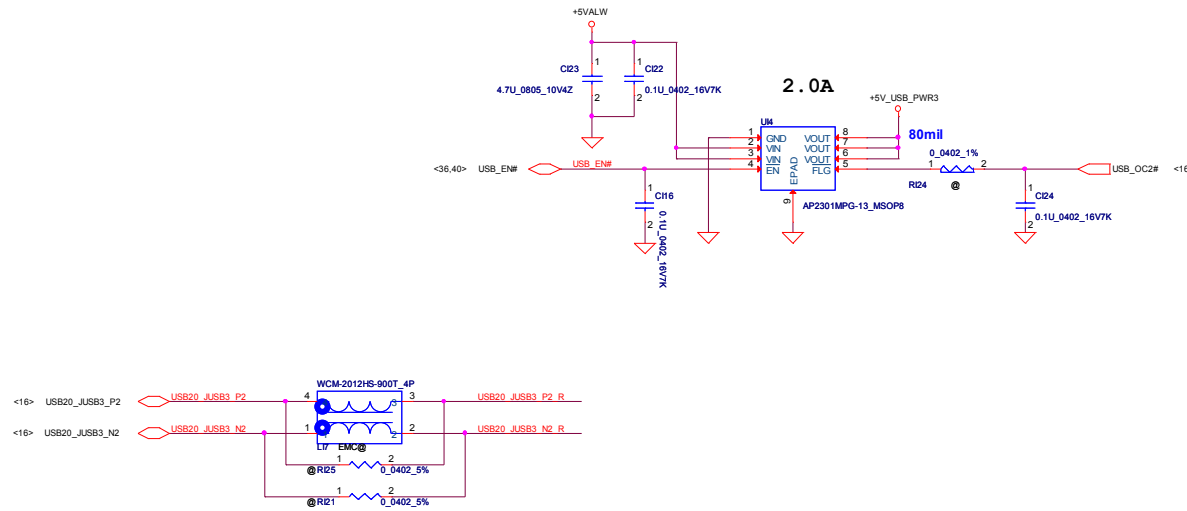 +5VALW
1
CI23
4.7U_0805_10V4Z
2
1
CI22
0.1U_0402_16V7K
2
2.0A
+5V_USB_PWR3
UI4
80mil
1 GND VOUT 8
2 VIN VOUT 7
3 VIN VOUT 6
4 EN FLG 5
EPAD
9
AP2301MPG-13_MSOP8
<36,40> USB_EN# USB_EN#
1
CI16
0.1U_0402_16V7K
2
0_0402_1%
1 2
RI24 @
USB_OC2# <16
1
CI24
0.1U_0402_16V7K
2
WCM-2012HS-900T_4P
<16> USB20_JUSB3_P2 USB20_JUSB3_P2 4 3 3 USB20_JUSB3_P2_R
<16> USB20_JUSB3_N2 USB20_JUSB3_N2 1 2 2 USB20_JUSB3_N2_R
LI7 EMC@
1 2
@RI25 0_0402_5%
1 2
@RI21 0_0402_5%